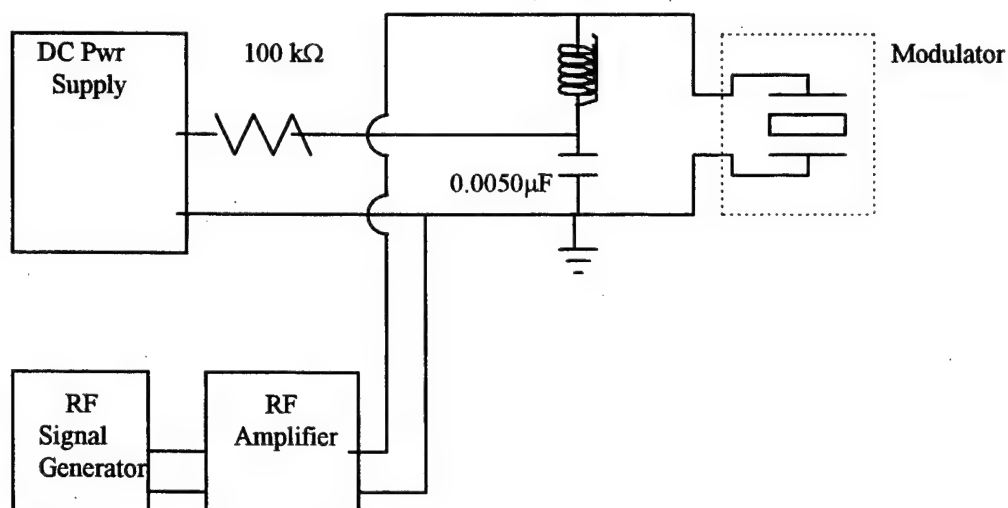 DC Pwr
Supply
100 kΩ
Modulator
0.0050μF
RF
Signal
Generator
RF
Amplifier